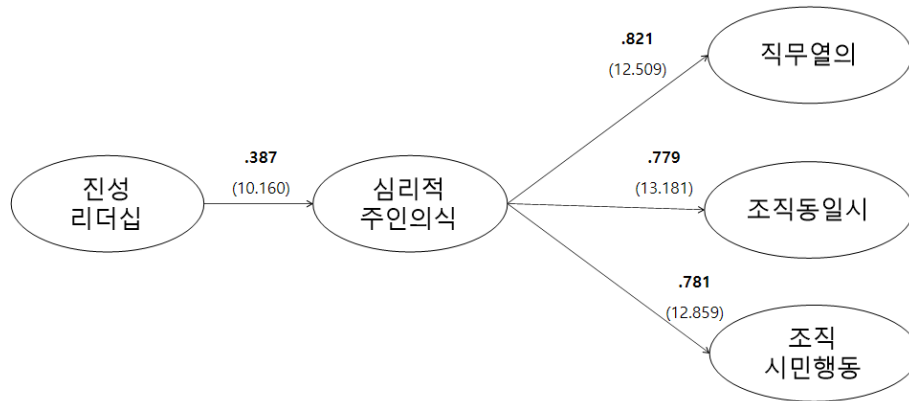 .821
(12.509)
직무열의
.387
(10.160)
.779
(13.181)
진성
리더십
심리적
주인의식
조직동일시
.781
(12.859)
조직
시민행동